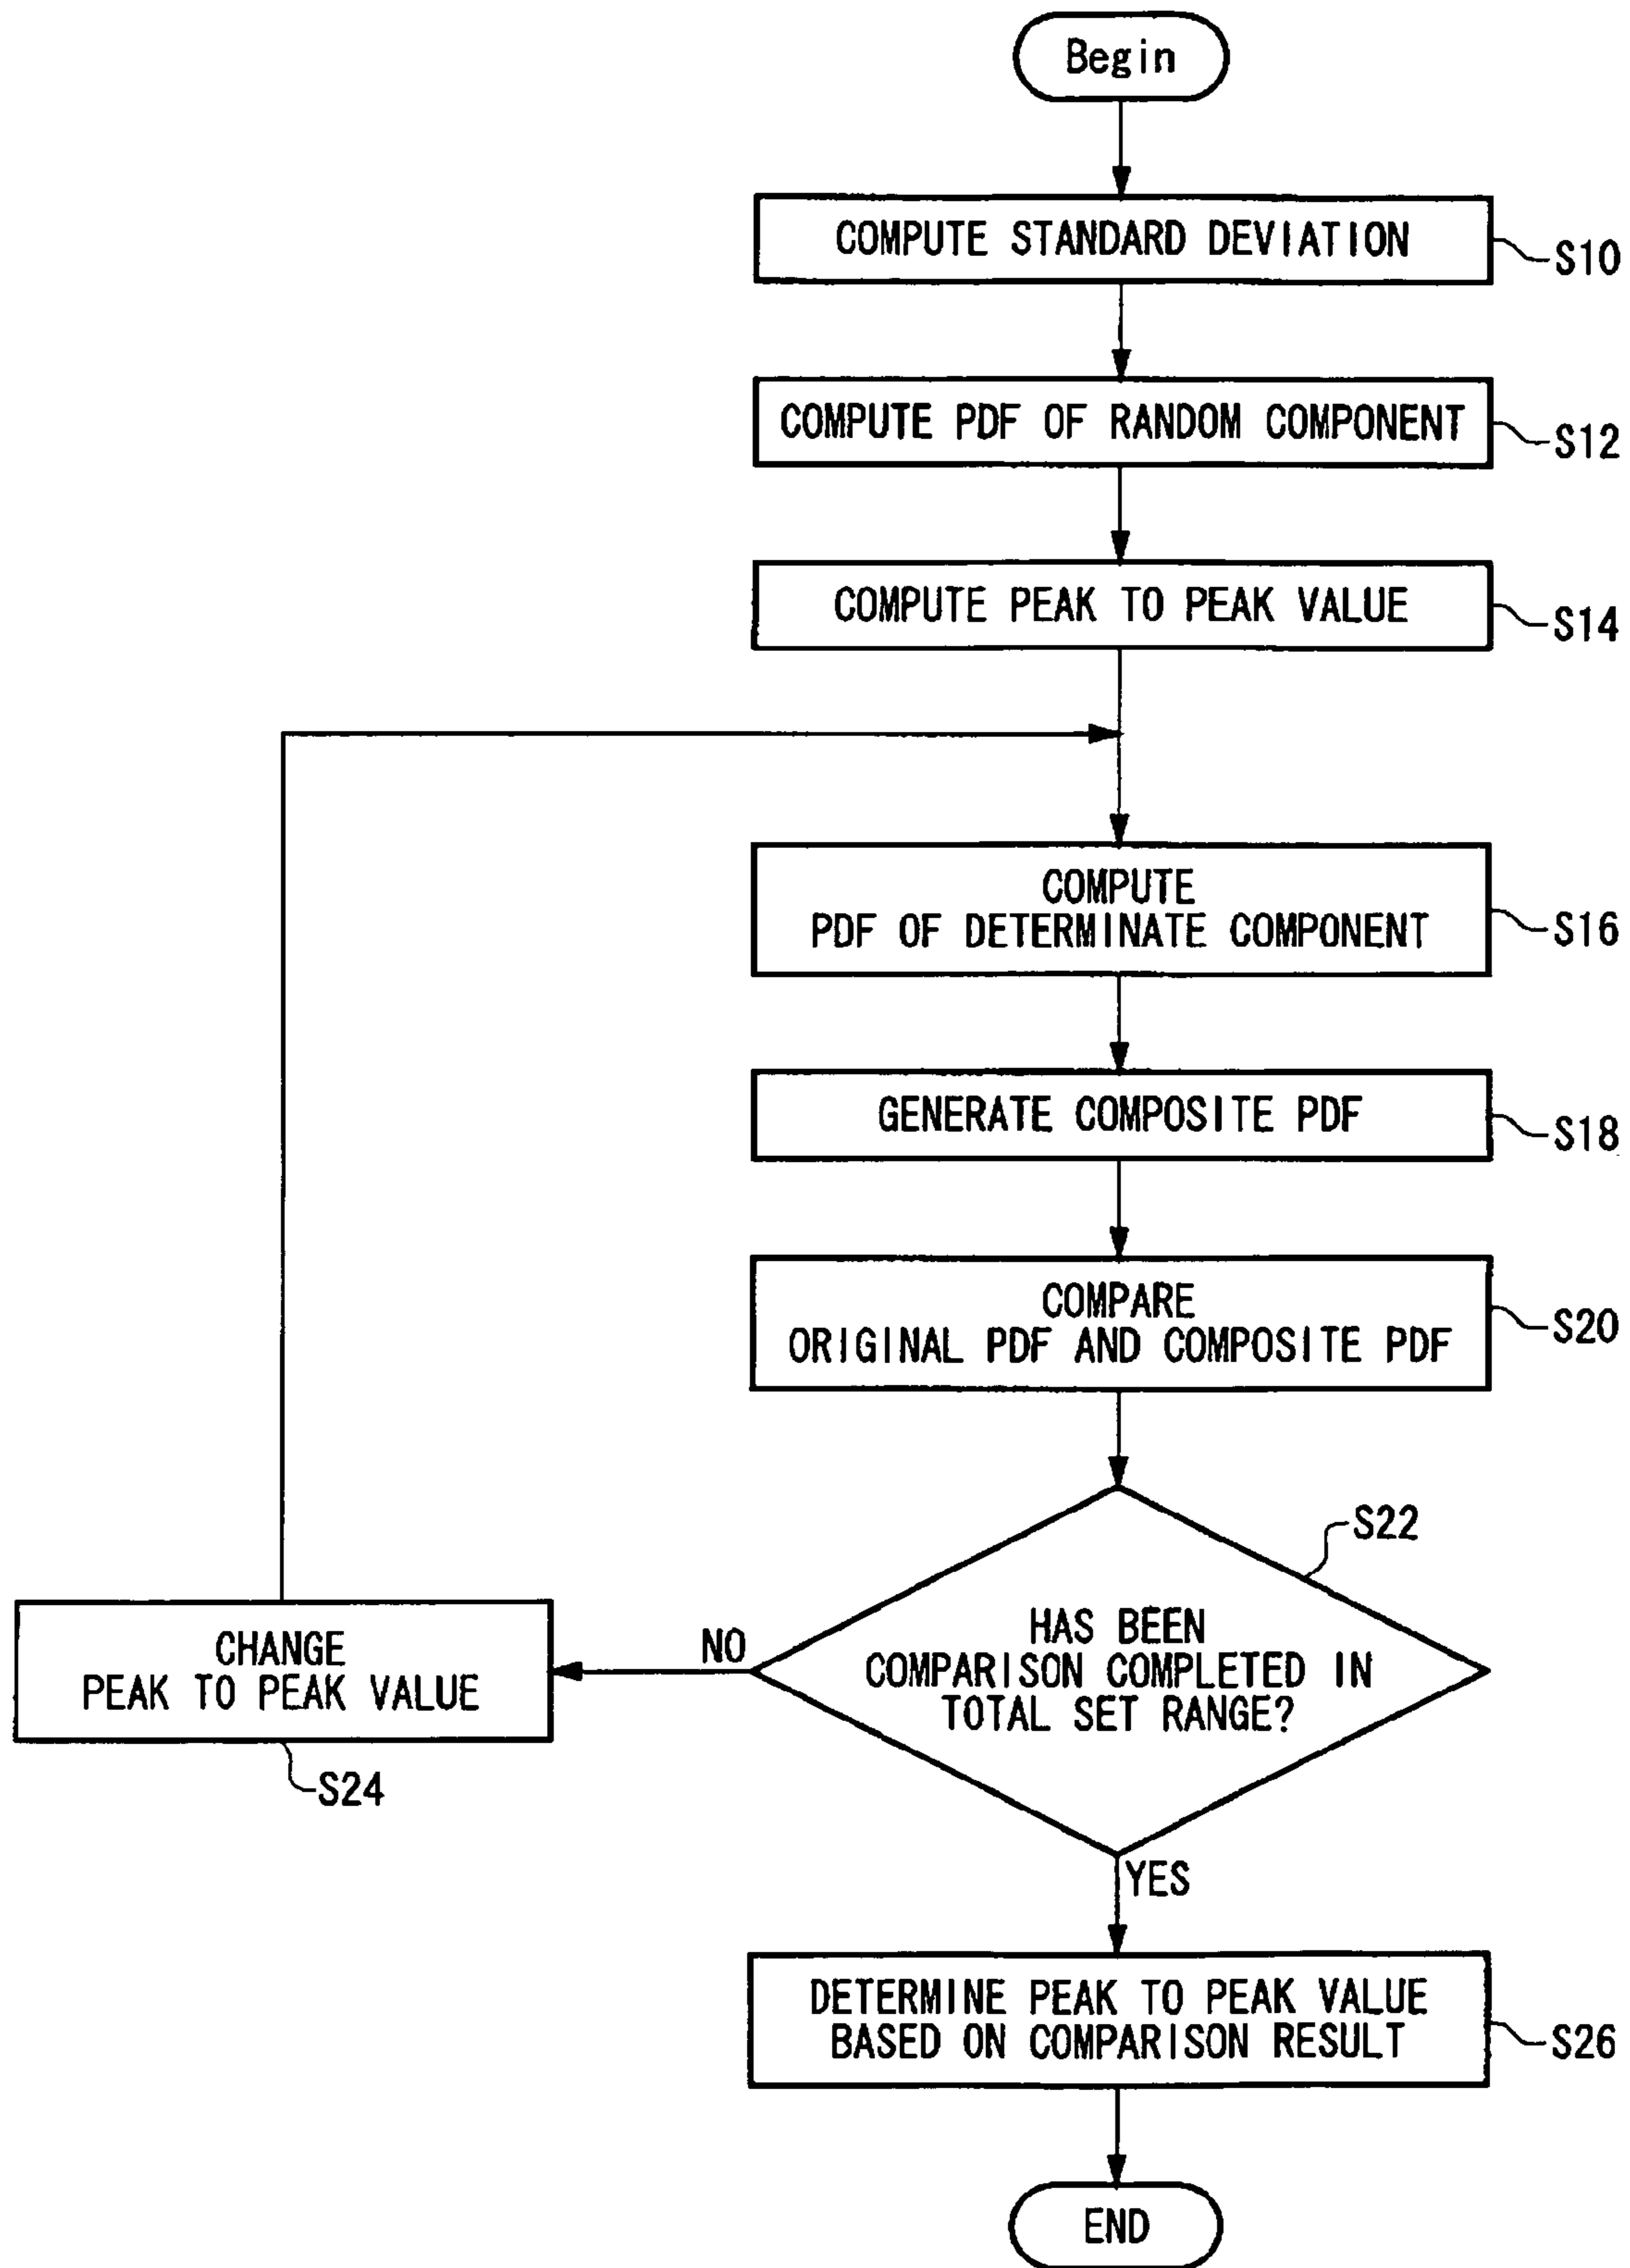 Begin
COMPUTE STANDARD DEVIATION
S10
COMPUTE PDF OF RANDOM COMPONENT
S12
COMPUTE PEAK TO PEAK VALUE
S14
COMPUTE
PDF OF DETERMINATE COMPONENT
S16
GENERATE COMPOSITE PDF
S18
COMPARE
ORIGINAL PDF AND COMPOSITE PDF
S20
S22
HAS BEEN
COMPARISON COMPLETED IN
TOTAL SET RANGE?
NO
CHANGE
PEAK TO PEAK VALUE
S24
YES
DETERMINE PEAK TO PEAK VALUE
BASED ON COMPARISON RESULT
S26
END